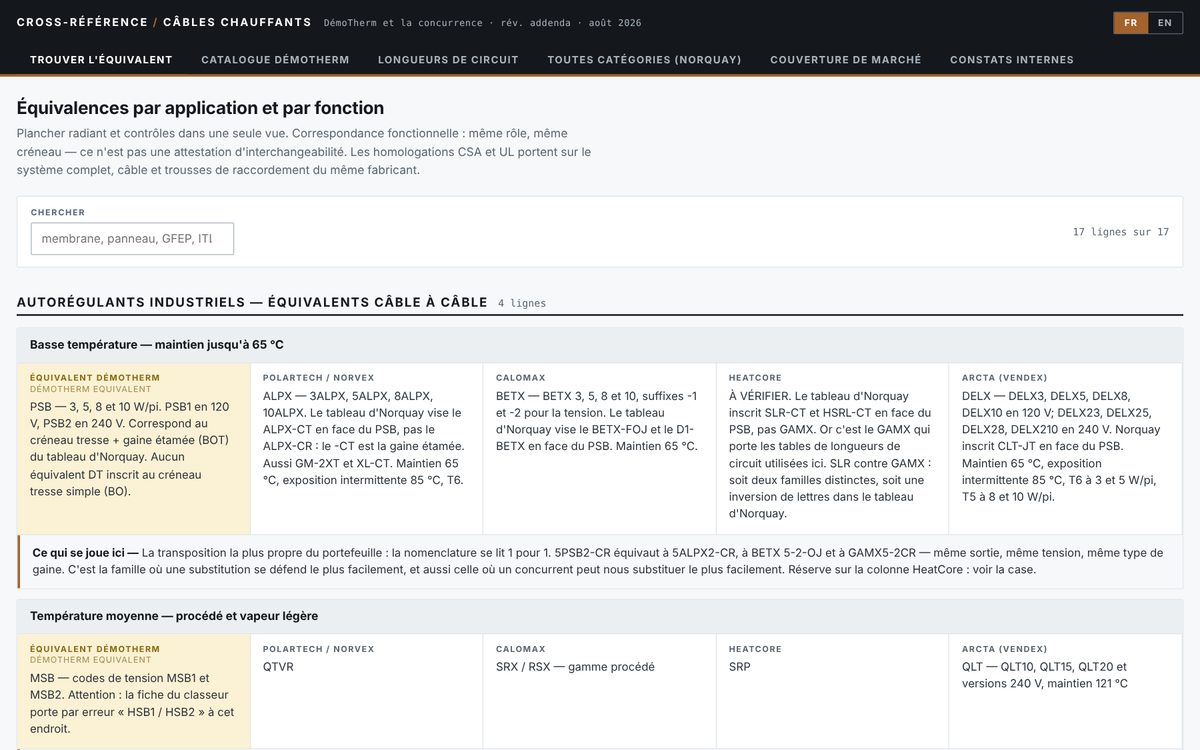 CROSS-RÉFÉRENCE / CÂBLES CHAUFFANTS DémoTherm et la concurrence · rév. addenda · août 2026
FR EN
TROUVER L'ÉQUIVALENT CATALOGUE DÉMOTHERM LONGUEURS DE CIRCUIT TOUTES CATÉGORIES (NORQUAY) COUVERTURE DE MARCHÉ CONSTATS INTERNES
Équivalences par application et par fonction
Plancher radiant et contrôles dans une seule vue. Correspondance fonctionnelle : même rôle, même
créneau — ce n'est pas une attestation d'interchangeabilité. Les homologations CSA et UL portent sur le
système complet, câble et trousses de raccordement du même fabricant.
CHERCHER
membrane, panneau, GFEP,
17 lignes sur 17
AUTORÉGULANTS INDUSTRIELS — ÉQUIVALENTS CÂBLE À CÂBLE 4 lignes
Basse température — maintien jusqu'à 65 °C
ÉQUIVALENT DÉMOTHERM
DÉMOTHERM EQUIVALENT
PSB — 3, 5, 8 et 10 W/pi. PSB1 en 120
V, PSB2 en 240 V. Correspond au
créneau tresse + gaine étamée (BOT)
du tableau d'Norquay. Aucun
équivalent DT inscrit au créneau
tresse simple (BO).
POLARTECH / NORVEX
ALPX — 3ALPX, 5ALPX, 8ALPX,
10ALPX. Le tableau d'Norquay vise le
ALPX-CT en face du PSB, pas le
ALPX-CR : le -CT est la gaine étamée.
Aussi GM-2XT et XL-CT. Maintien 65
°C, exposition intermittente 85 °C, T6.
CALOMAX
BETX — BETX 3, 5, 8 et 10, suffixes -1
et -2 pour la tension. Le tableau
d'Norquay vise le BETX-FOJ et le D1-
BETX en face du PSB. Maintien 65 °C.
HEATCORE
À VÉRIFIER. Le tableau d'Norquay
inscrit SLR-CT et HSRL-CT en face du
PSB, pas GAMX. Or c'est le GAMX qui
porte les tables de longueurs de
circuit utilisées ici. SLR contre GAMX :
soit deux familles distinctes, soit une
inversion de lettres dans le tableau
d'Norquay.
ARCTA (VENDEX)
DELX — DELX3, DELX5, DELX8,
DELX10 en 120 V; DELX23, DELX25,
DELX28, DELX210 en 240 V. Norquay
inscrit CLT-JT en face du PSB.
Maintien 65 °C, exposition
intermittente 85 °C, T6 à 3 et 5 W/pi,
T5 à 8 et 10 W/pi.
Ce qui se joue ici — La transposition la plus propre du portefeuille : la nomenclature se lit 1 pour 1. 5PSB2-CR équivaut à 5ALPX2-CR, à BETX 5-2-OJ et à GAMX5-2CR — même sortie, même tension, même type de
gaine. C'est la famille où une substitution se défend le plus facilement, et aussi celle où un concurrent peut nous substituer le plus facilement. Réserve sur la colonne HeatCore : voir la case.
Température moyenne — procédé et vapeur légère
ÉQUIVALENT DÉMOTHERM
DÉMOTHERM EQUIVALENT
MSB — codes de tension MSB1 et
MSB2. Attention : la fiche du classeur
porte par erreur « HSB1 / HSB2 » à cet
endroit.
POLARTECH / NORVEX
QTVR
CALOMAX
SRX / RSX — gamme procédé
HEATCORE
SRP
ARCTA (VENDEX)
QLT — QLT10, QLT15, QLT20 et
versions 240 V, maintien 121 °C